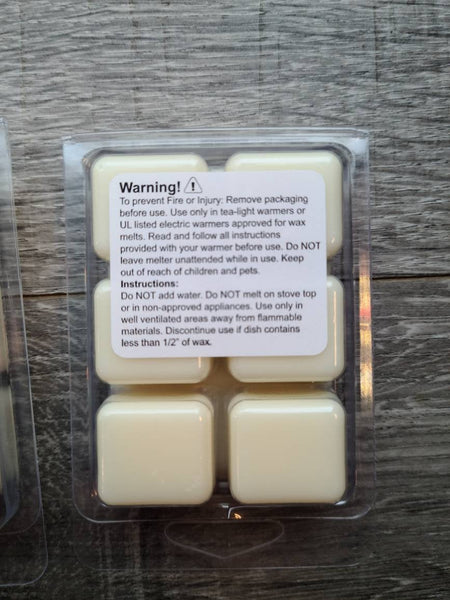 Warning!
To prevent Fire or Injury: Remove packaging
before use. Use only in tea-light warmers or
UL listed electric warmers approved for wax
melts. Read and follow all instructions
provided with your warmer before use. Do NOT
leave melter unattended while in use. Keep
out of reach of children and pets.
Instructions:
Do NOT add water. Do NOT melt on stove top
or in non-approved appliances. Use only in
well ventilated areas away from flammable
materials. Discontinue use if dish contains
less than 1/2" of wax.